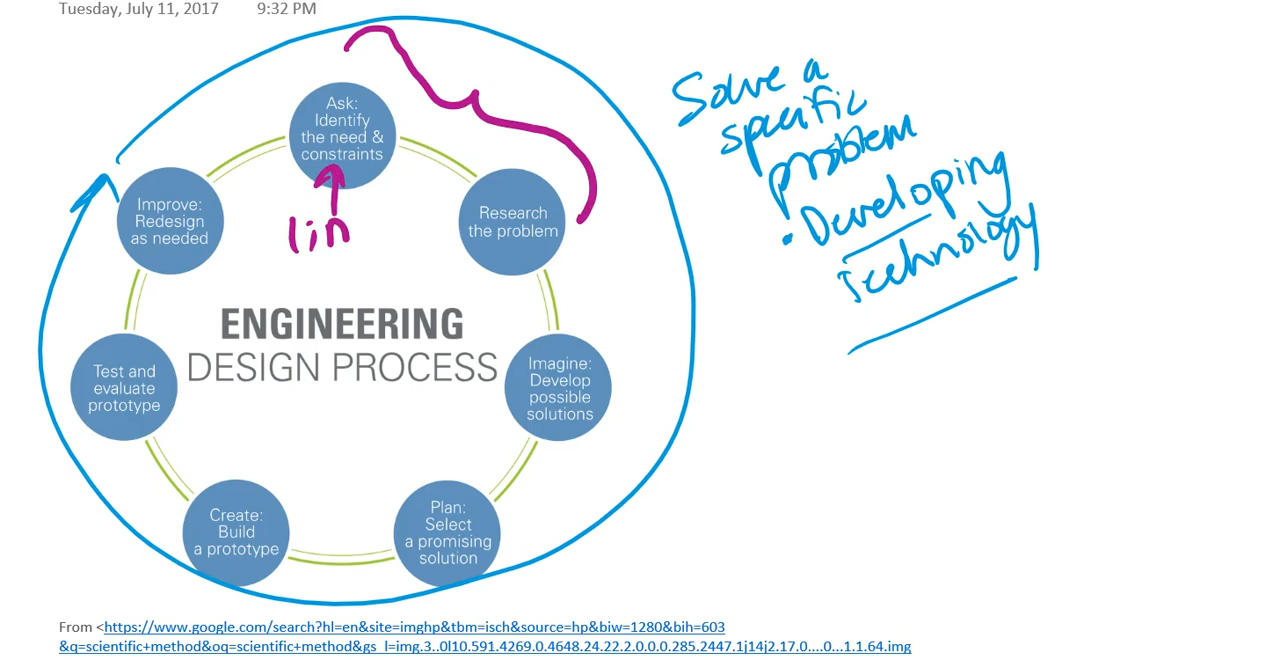 Tuesday, July 11, 2017 9:32 PM
Ask:
Identify
the need &
constraints
lin
Improve:
Redesign
as needed
Research
the problem
ENGINEERING
DESIGN PROCESS
Test and
evaluate
prototype
Imagine:
Develop
possible
solutions
Create:
Build
a prototype
Plan:
Select
a promising
solution
Solve a
specific
problem
• Developing
Technology
From <https://www.google.com/search?hl=en&site=imghp&tbm=isch&source=hp&biw=1280&bih=603
&q=scientific+method&oq=scientific+method&gs_l=img.3..0l10.591.4269.0.4648.24.22.2.0.0.0.285.2447.1j14j2.17.0....0...1.1.64.img